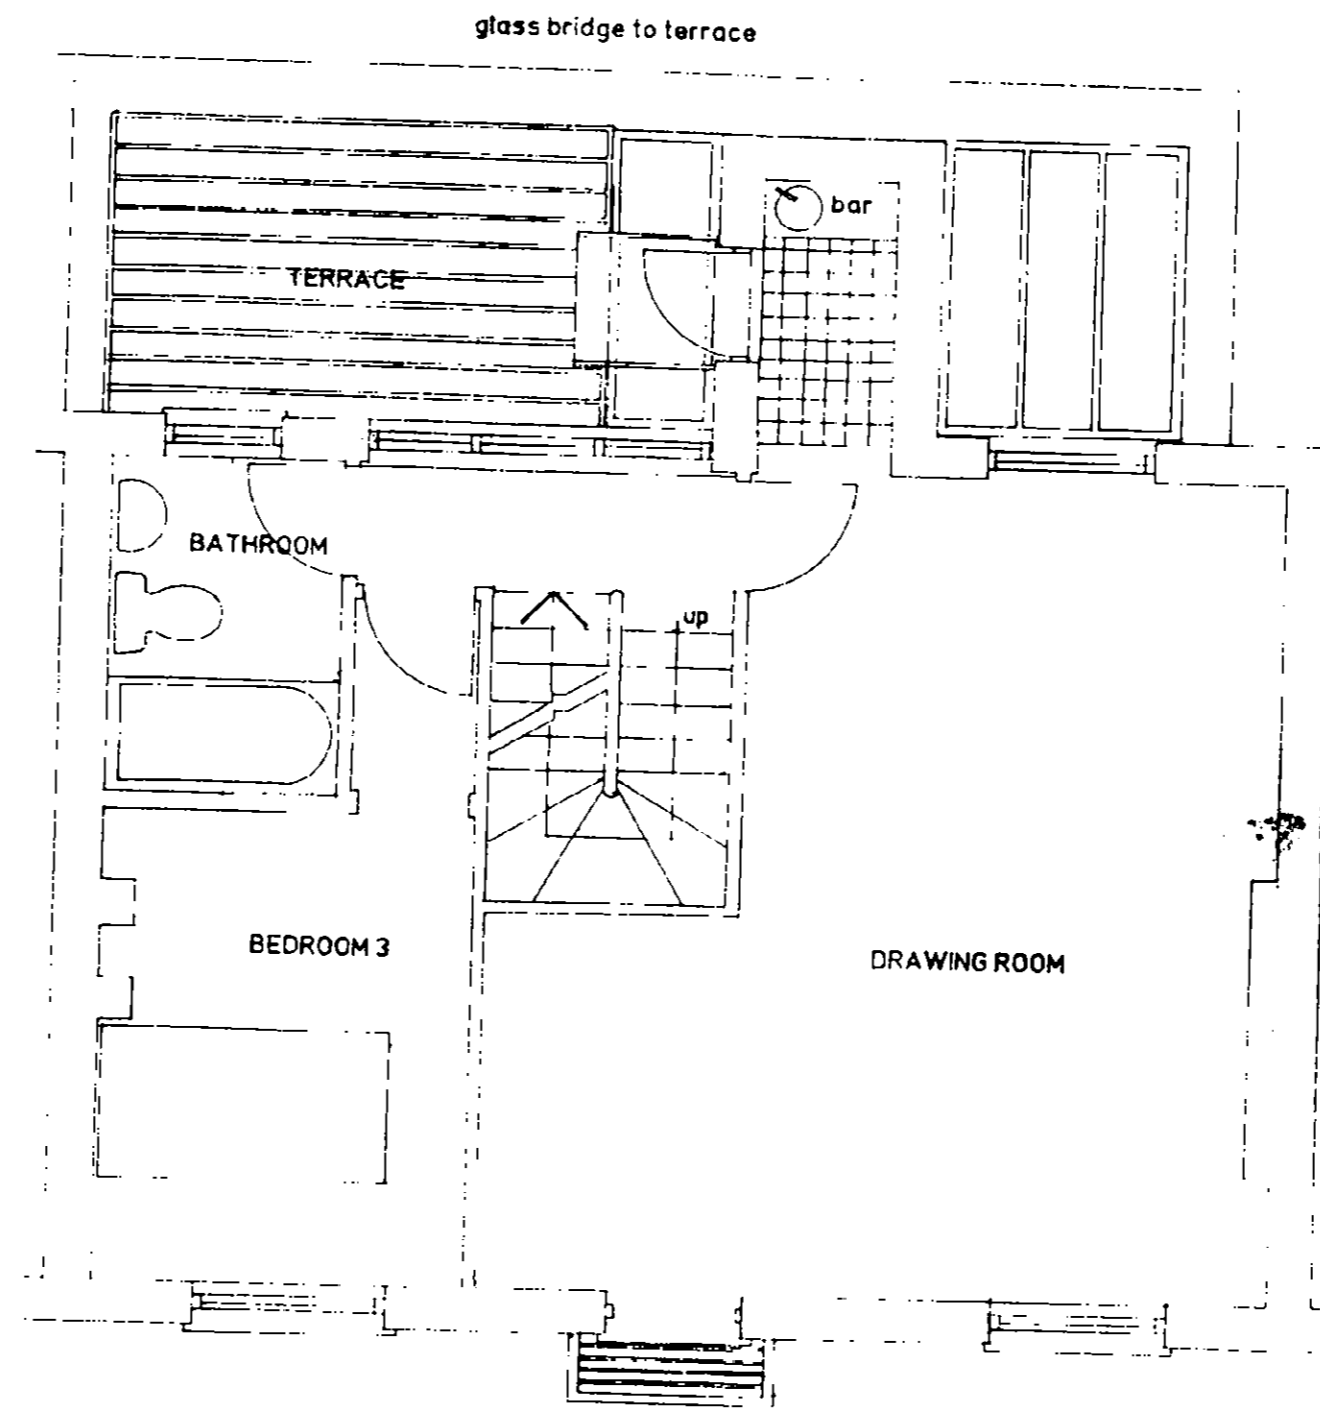 glass bridge to terrace
bar
TERRACE
BATHROOM
up
BEDROOM 3
DRAWING ROOM